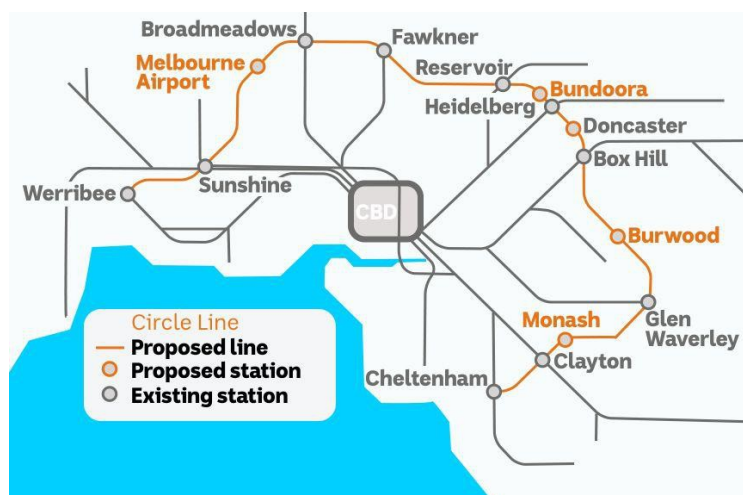 Broadmeadows
Fawkner
Melbourne
Airport
Reservoir
Bundoora
Heidelberg
Doncaster
Box Hill
Sunshine
Werribee
CBD
Burwood
Glen
Waverley
Monash
Clayton
Cheltenham
Circle Line
Proposed line
Proposed station
Existing station